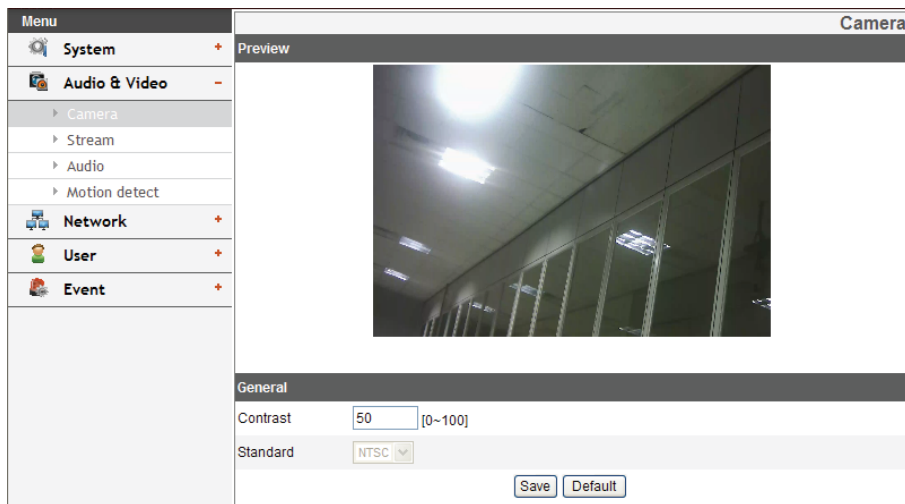 Menu
System
Audio & Video
Camera
Stream
Audio
Motion detect
Network
User
Event
Camera
Preview
General
Contrast 50 [0~100]
Standard NTSC
Save Default